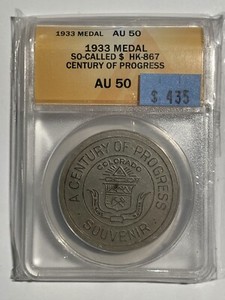 1933 MEDAL AU 50
1933 MEDAL
SO-CALLED $ HK-867
CENTURY OF PROGRESS
AU 50
$ 435
A CENTURY OF PROGRESS
COLORADO
SOUVENIR